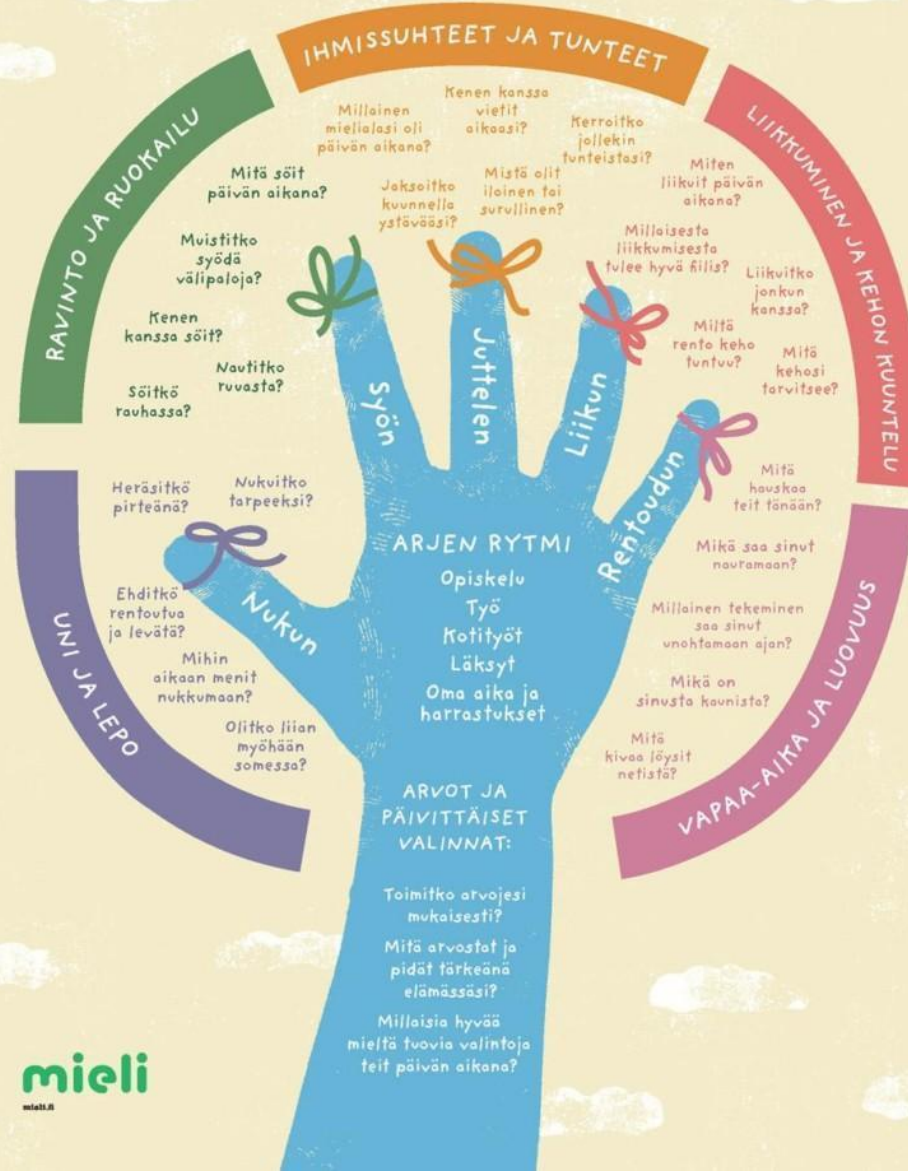 IHMISSUHTEET JA TUNTEET
Millainen
mielialasi oli
päivän aikana?
Kenen kanssa
vietit
aikaasi?
Kerroitko
jollekin
tunteistasi?
Jaksoitko
kuunnella
ystävääsi?
Mistä olit
iloinen tai
surullinen?
RAVINTO JA RUOKAILU
Mitä söit
päivän aikana?
Muistitko
syödä
välipaloja?
Kenen
kanssa söit?
Nautitko
ruuasta?
Söitkö
rauhassa?
LIIKKUMINEN JA KEHON KUUNTELU
Miten
liikuit päivän
aikana?
Millaisesta
liikkumisesta
tulee hyvä fiilis?
Liikuitko
jonkun
kanssa?
Miltä
rento keho
tuntuu?
Mitä
kehosi
tarvitsee?
UNI JA LEPO
Heräsitkö
pirteänä?
Nukuitko
tarpeeksi?
Ehditkö
rentoutua
ja levätä?
Mihin
aikaan menit
nukkumaan?
Olitko liian
myöhään
somessa?
VAPAA-AIKA JA LUOVUUS
Mitä
hauskaa
teit tänään?
Mikä saa sinut
nauramaan?
Millainen tekeminen
saa sinut
unohtamaan ajan?
Mikä on
sinusta kaunista?
Mitä
kivaa löysit
netistä?
Nukun
Syön
Juttelen
Liikun
Rentoudun
ARJEN RYTMI
Opiskelu
Työ
Kotityöt
Läksyt
Oma aika ja
harrastukset
ARVOT JA
PÄIVITTÄISET
VALINNAT:
Toimitko arvojesi
mukaisesti?
Mitä arvostat ja
pidät tärkeänä
elämässäsi?
Millaisia hyvää
mieltä tuovia valintoja
teit päivän aikana?
mieli
mieli.fi